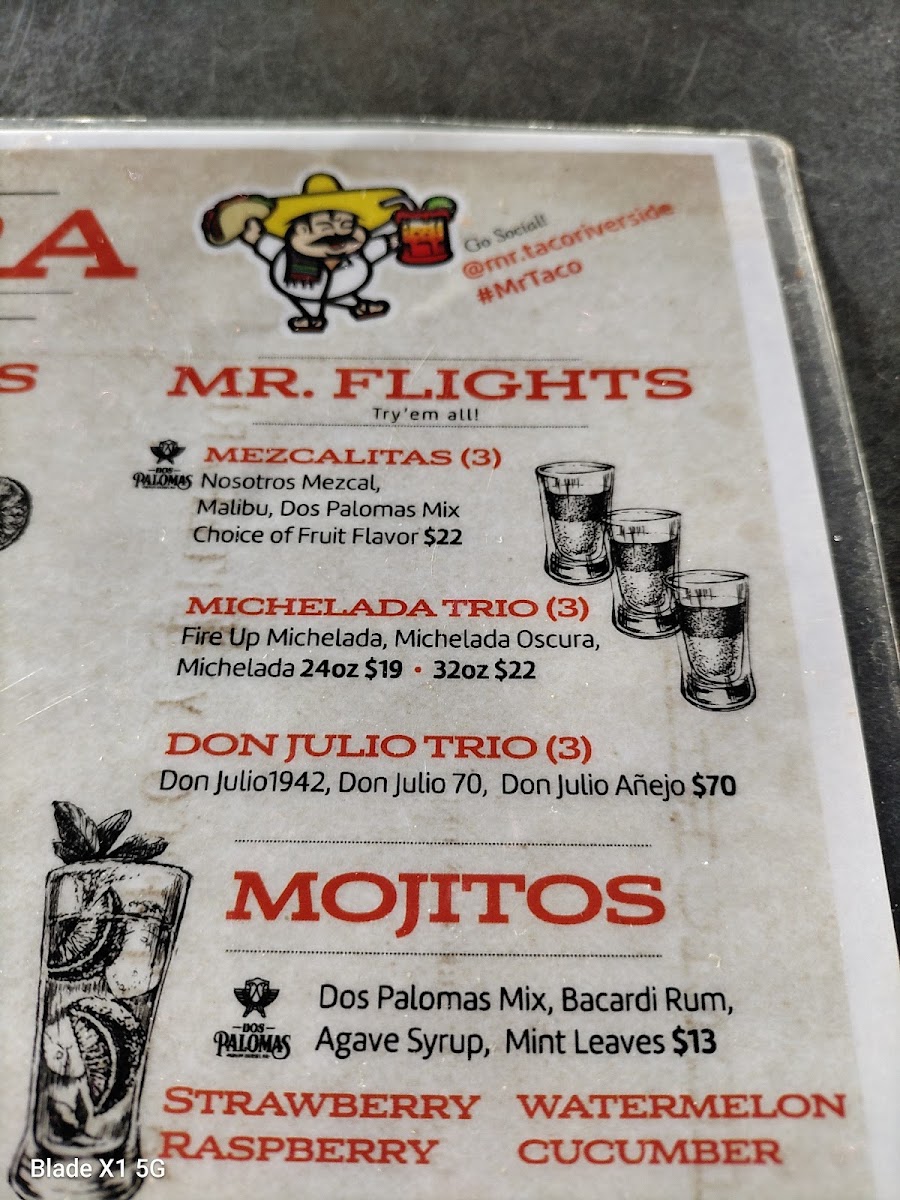 RA
Go Social!
@mr.tacoriverside
#MrTaco
S
MR. FLIGHTS
Try'em all!
DOS
PALOMAS
MEZCALITAS (3)
Nosotros Mezcal,
Malibu, Dos Palomas Mix
Choice of Fruit Flavor $22
MICHELADA TRIO (3)
Fire Up Michelada, Michelada Oscura,
Michelada 24oz $19 • 32oz $22
DON JULIO TRIO (3)
Don Julio1942, Don Julio 70, Don Julio Añejo $70
MOJITOS
DOS
PALOMAS
Dos Palomas Mix, Bacardi Rum,
Agave Syrup, Mint Leaves $13
STRAWBERRY WATERMELON
RASPBERRY CUCUMBER
Blade X1 5G